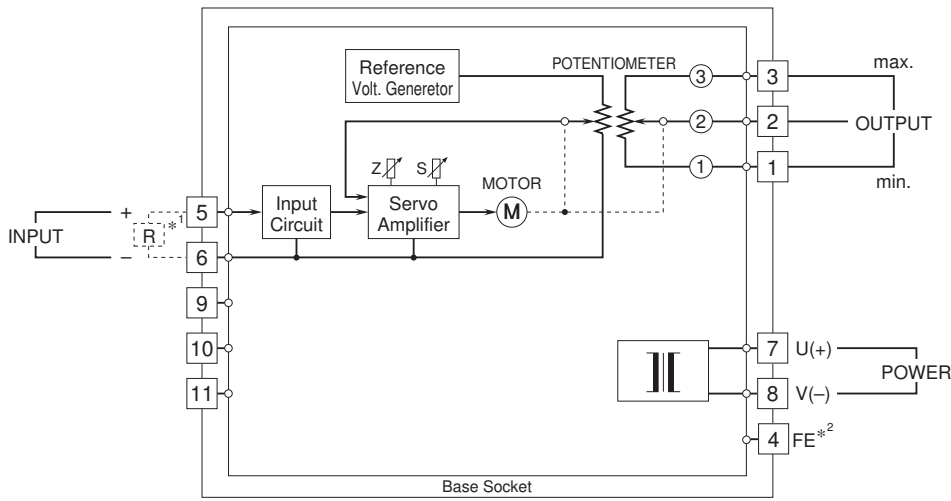 Reference
Volt. Generetor
POTENTIOMETER
3
3
max.
2
2
OUTPUT
1
1
min.
Z
S
MOTOR
M
Input
Circuit
Servo
Amplifier
INPUT
+
–
R
*1
5
6
9
10
11
7
U(+)
POWER
8
V(–)
4
FE*2
Base Socket